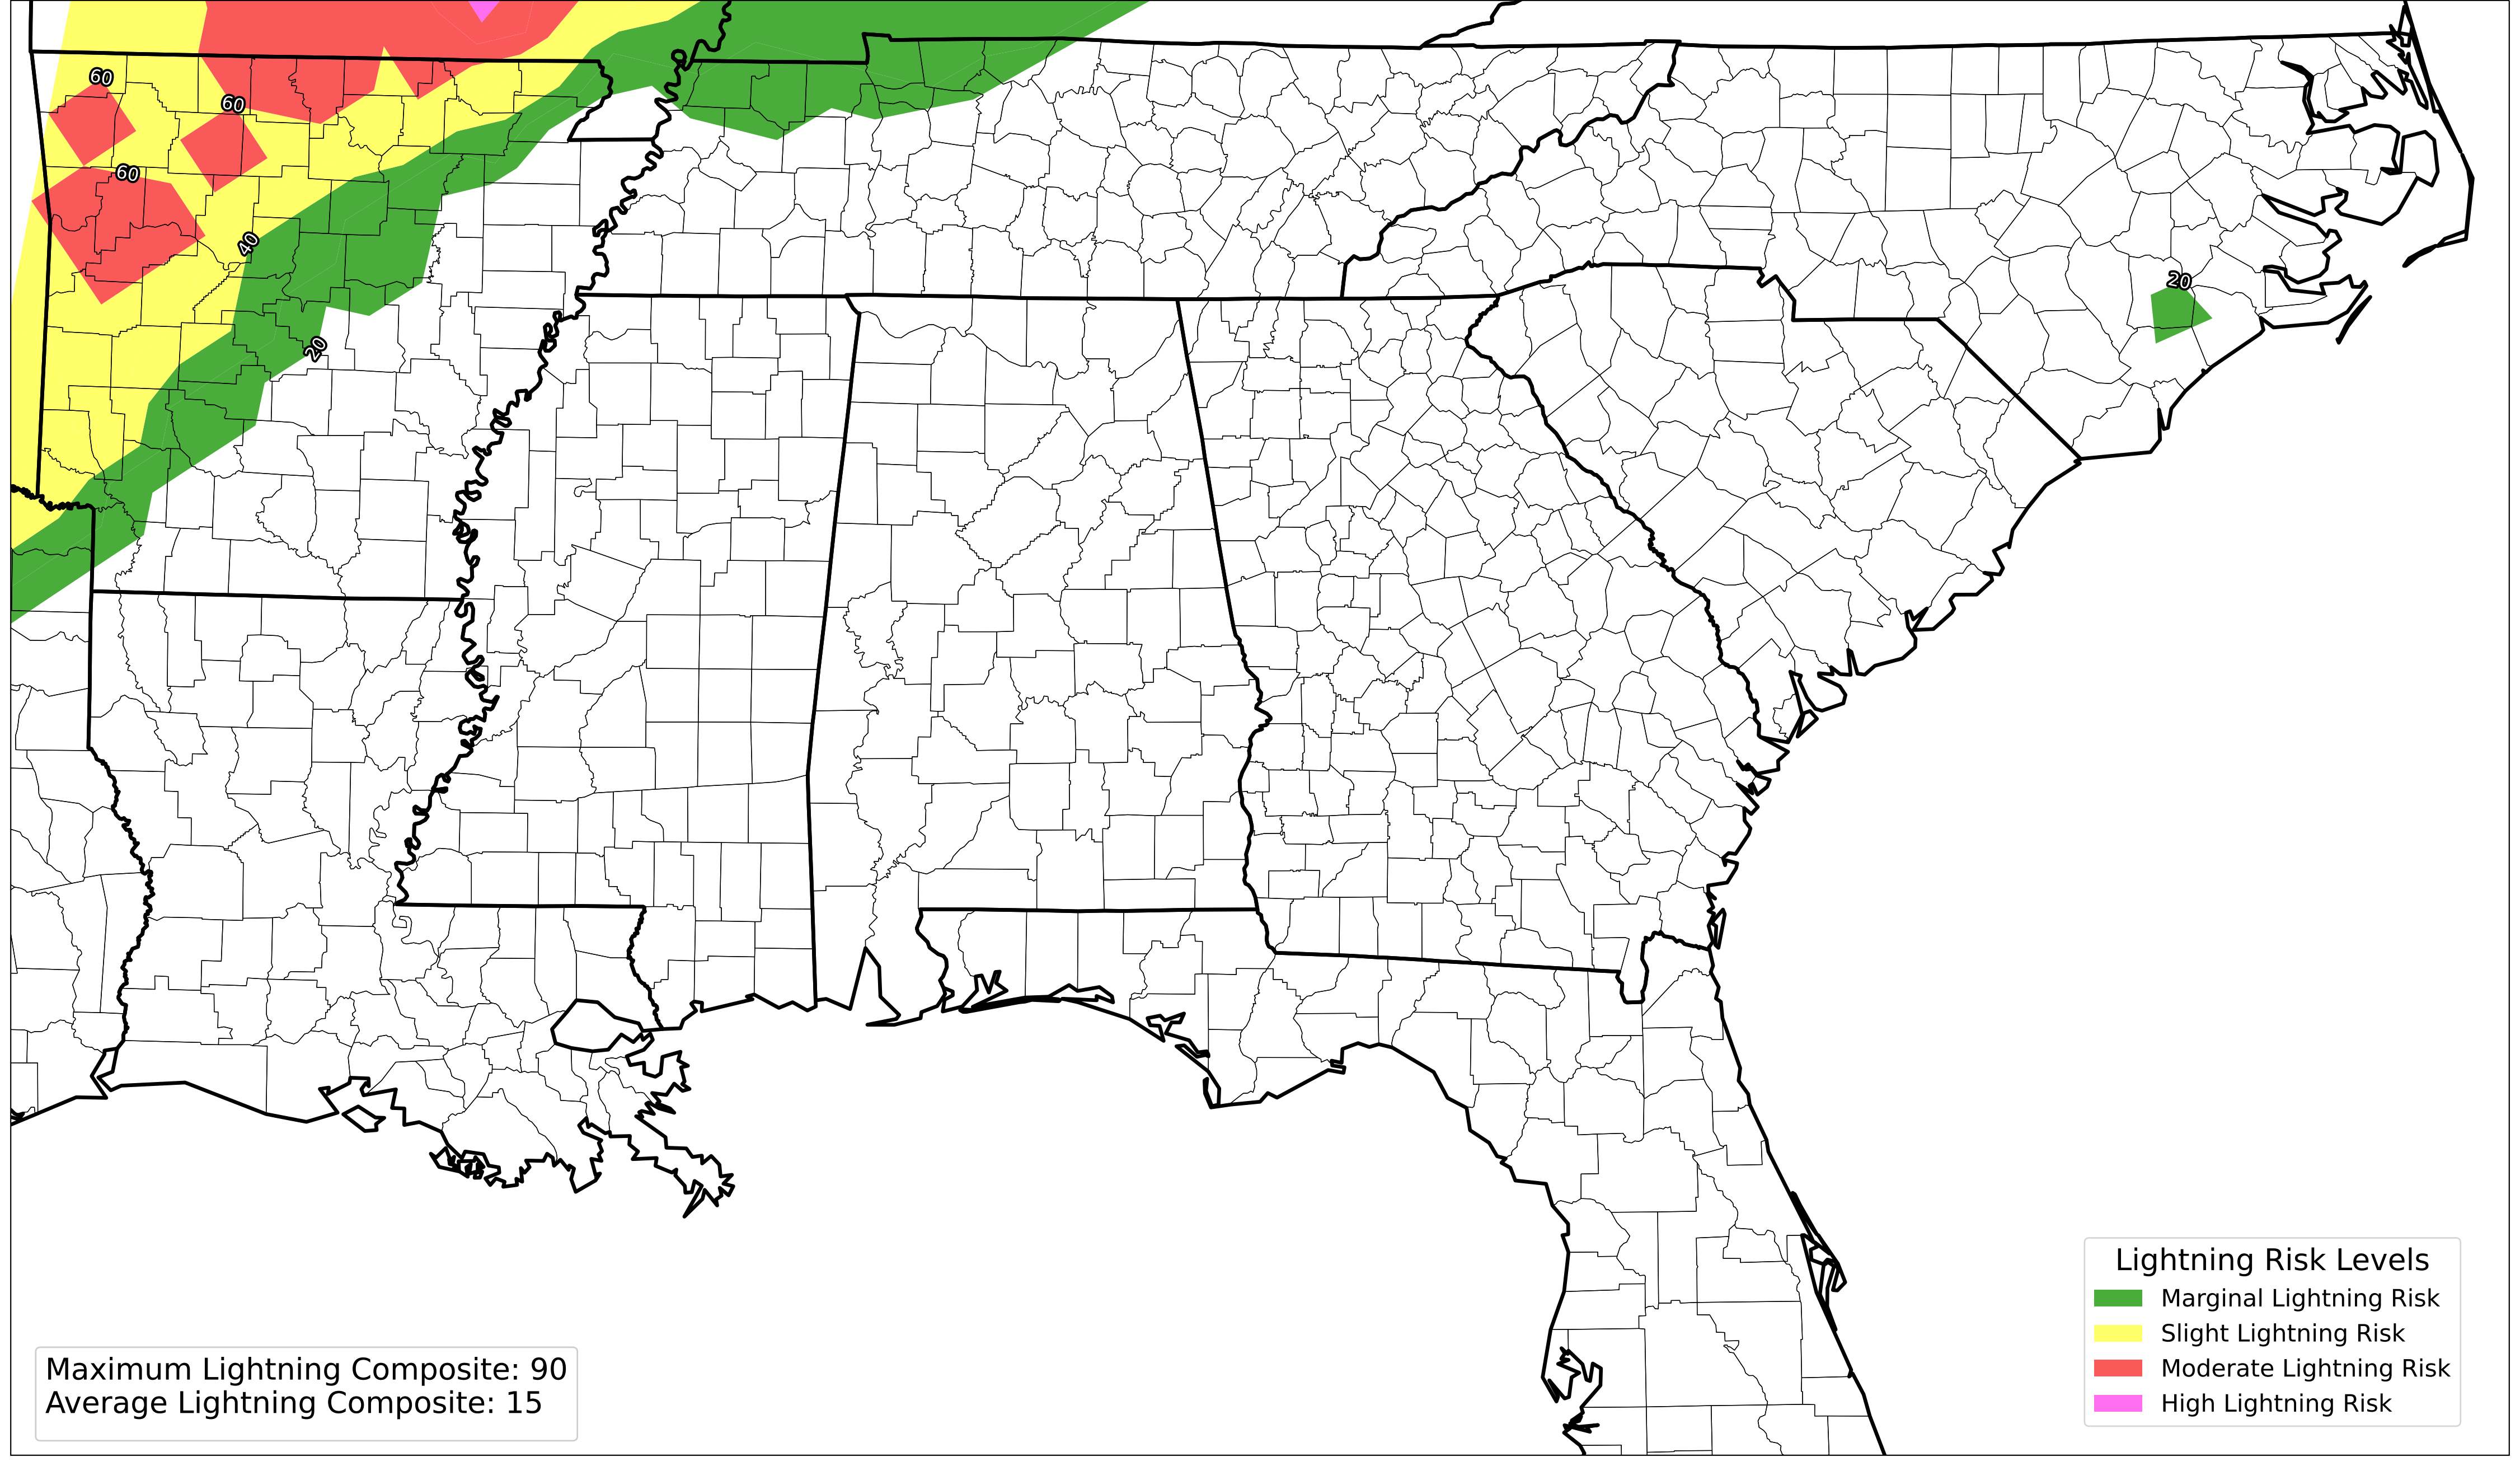 60
60
60
40
20
20
Lightning Risk Levels
Marginal Lightning Risk
Slight Lightning Risk
Moderate Lightning Risk
High Lightning Risk
Maximum Lightning Composite: 90
Average Lightning Composite: 15